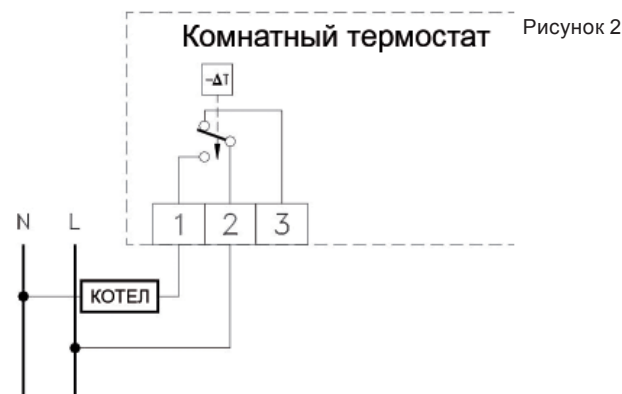 Комнатный термостат
Рисунок 2
-ΔT
1 2 3
N L
КОТЕЛ